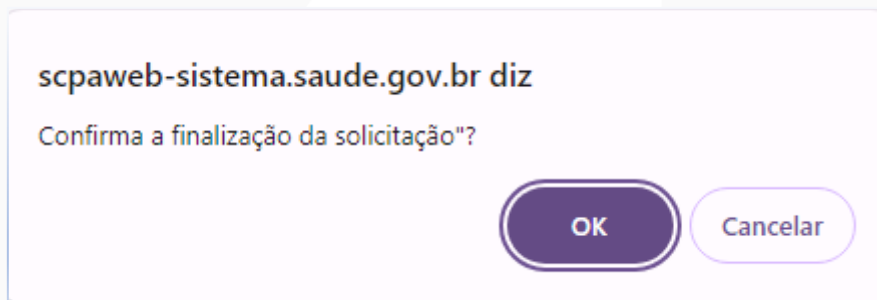 scpaweb-sistema.saude.gov.br diz
Confirma a finalização da solicitação"?
OK
Cancelar